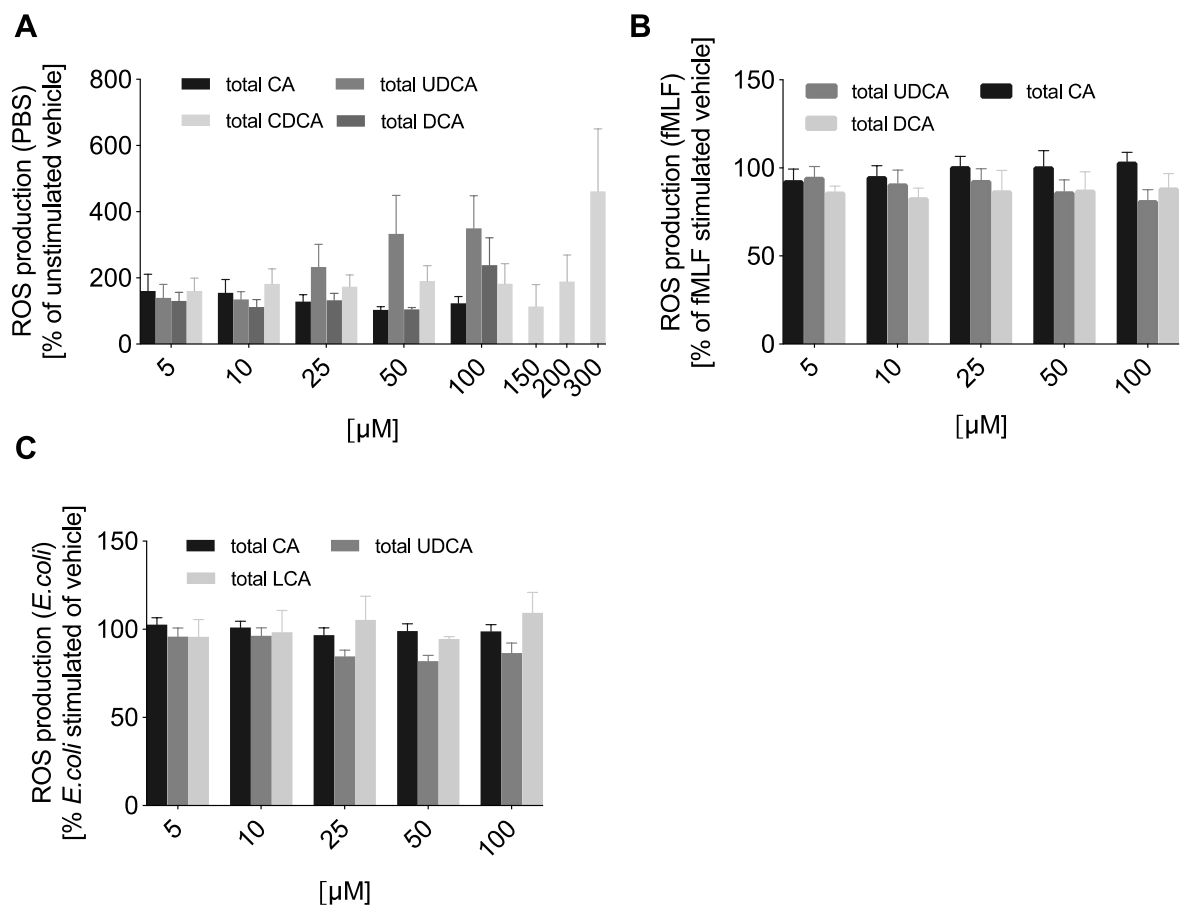 A
ROS production (PBS)
[% of unstimulated vehicle]
total CA
total UDCA
total CDCA
total DCA
800
600
400
200
0
5
10
25
50
100
150
200
300
[µM]
B
ROS production (fMLF)
[% of fMLF stimulated vehicle]
total UDCA
total CA
total DCA
150
100
50
0
5
10
25
50
100
[µM]
C
ROS production (E.coli)
[% E.coli stimulated of vehicle]
total CA
total UDCA
total LCA
150
100
50
0
5
10
25
50
100
[µM]